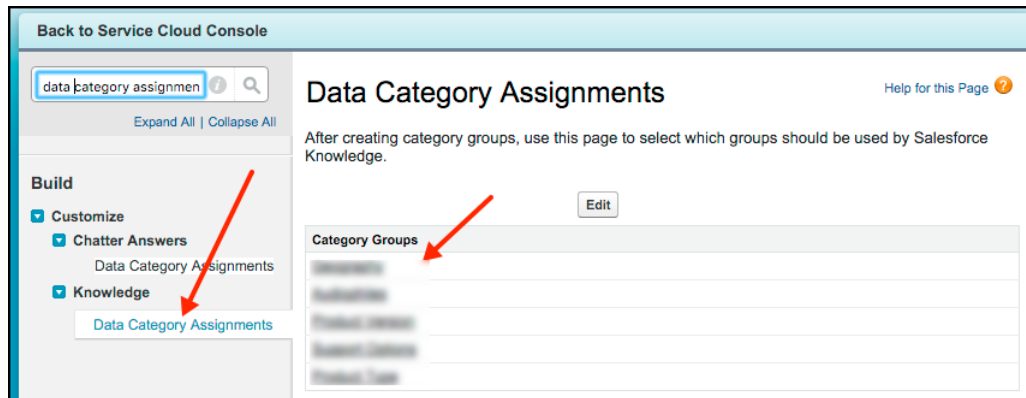 Back to Service Cloud Console
data category assignmen
Expand All | Collapse All
Build
Customize
Chatter Answers
Data Category Assignments
Knowledge
Data Category Assignments
Data Category Assignments
Help for this Page
After creating category groups, use this page to select which groups should be used by Salesforce
Knowledge.
Edit
Category Groups